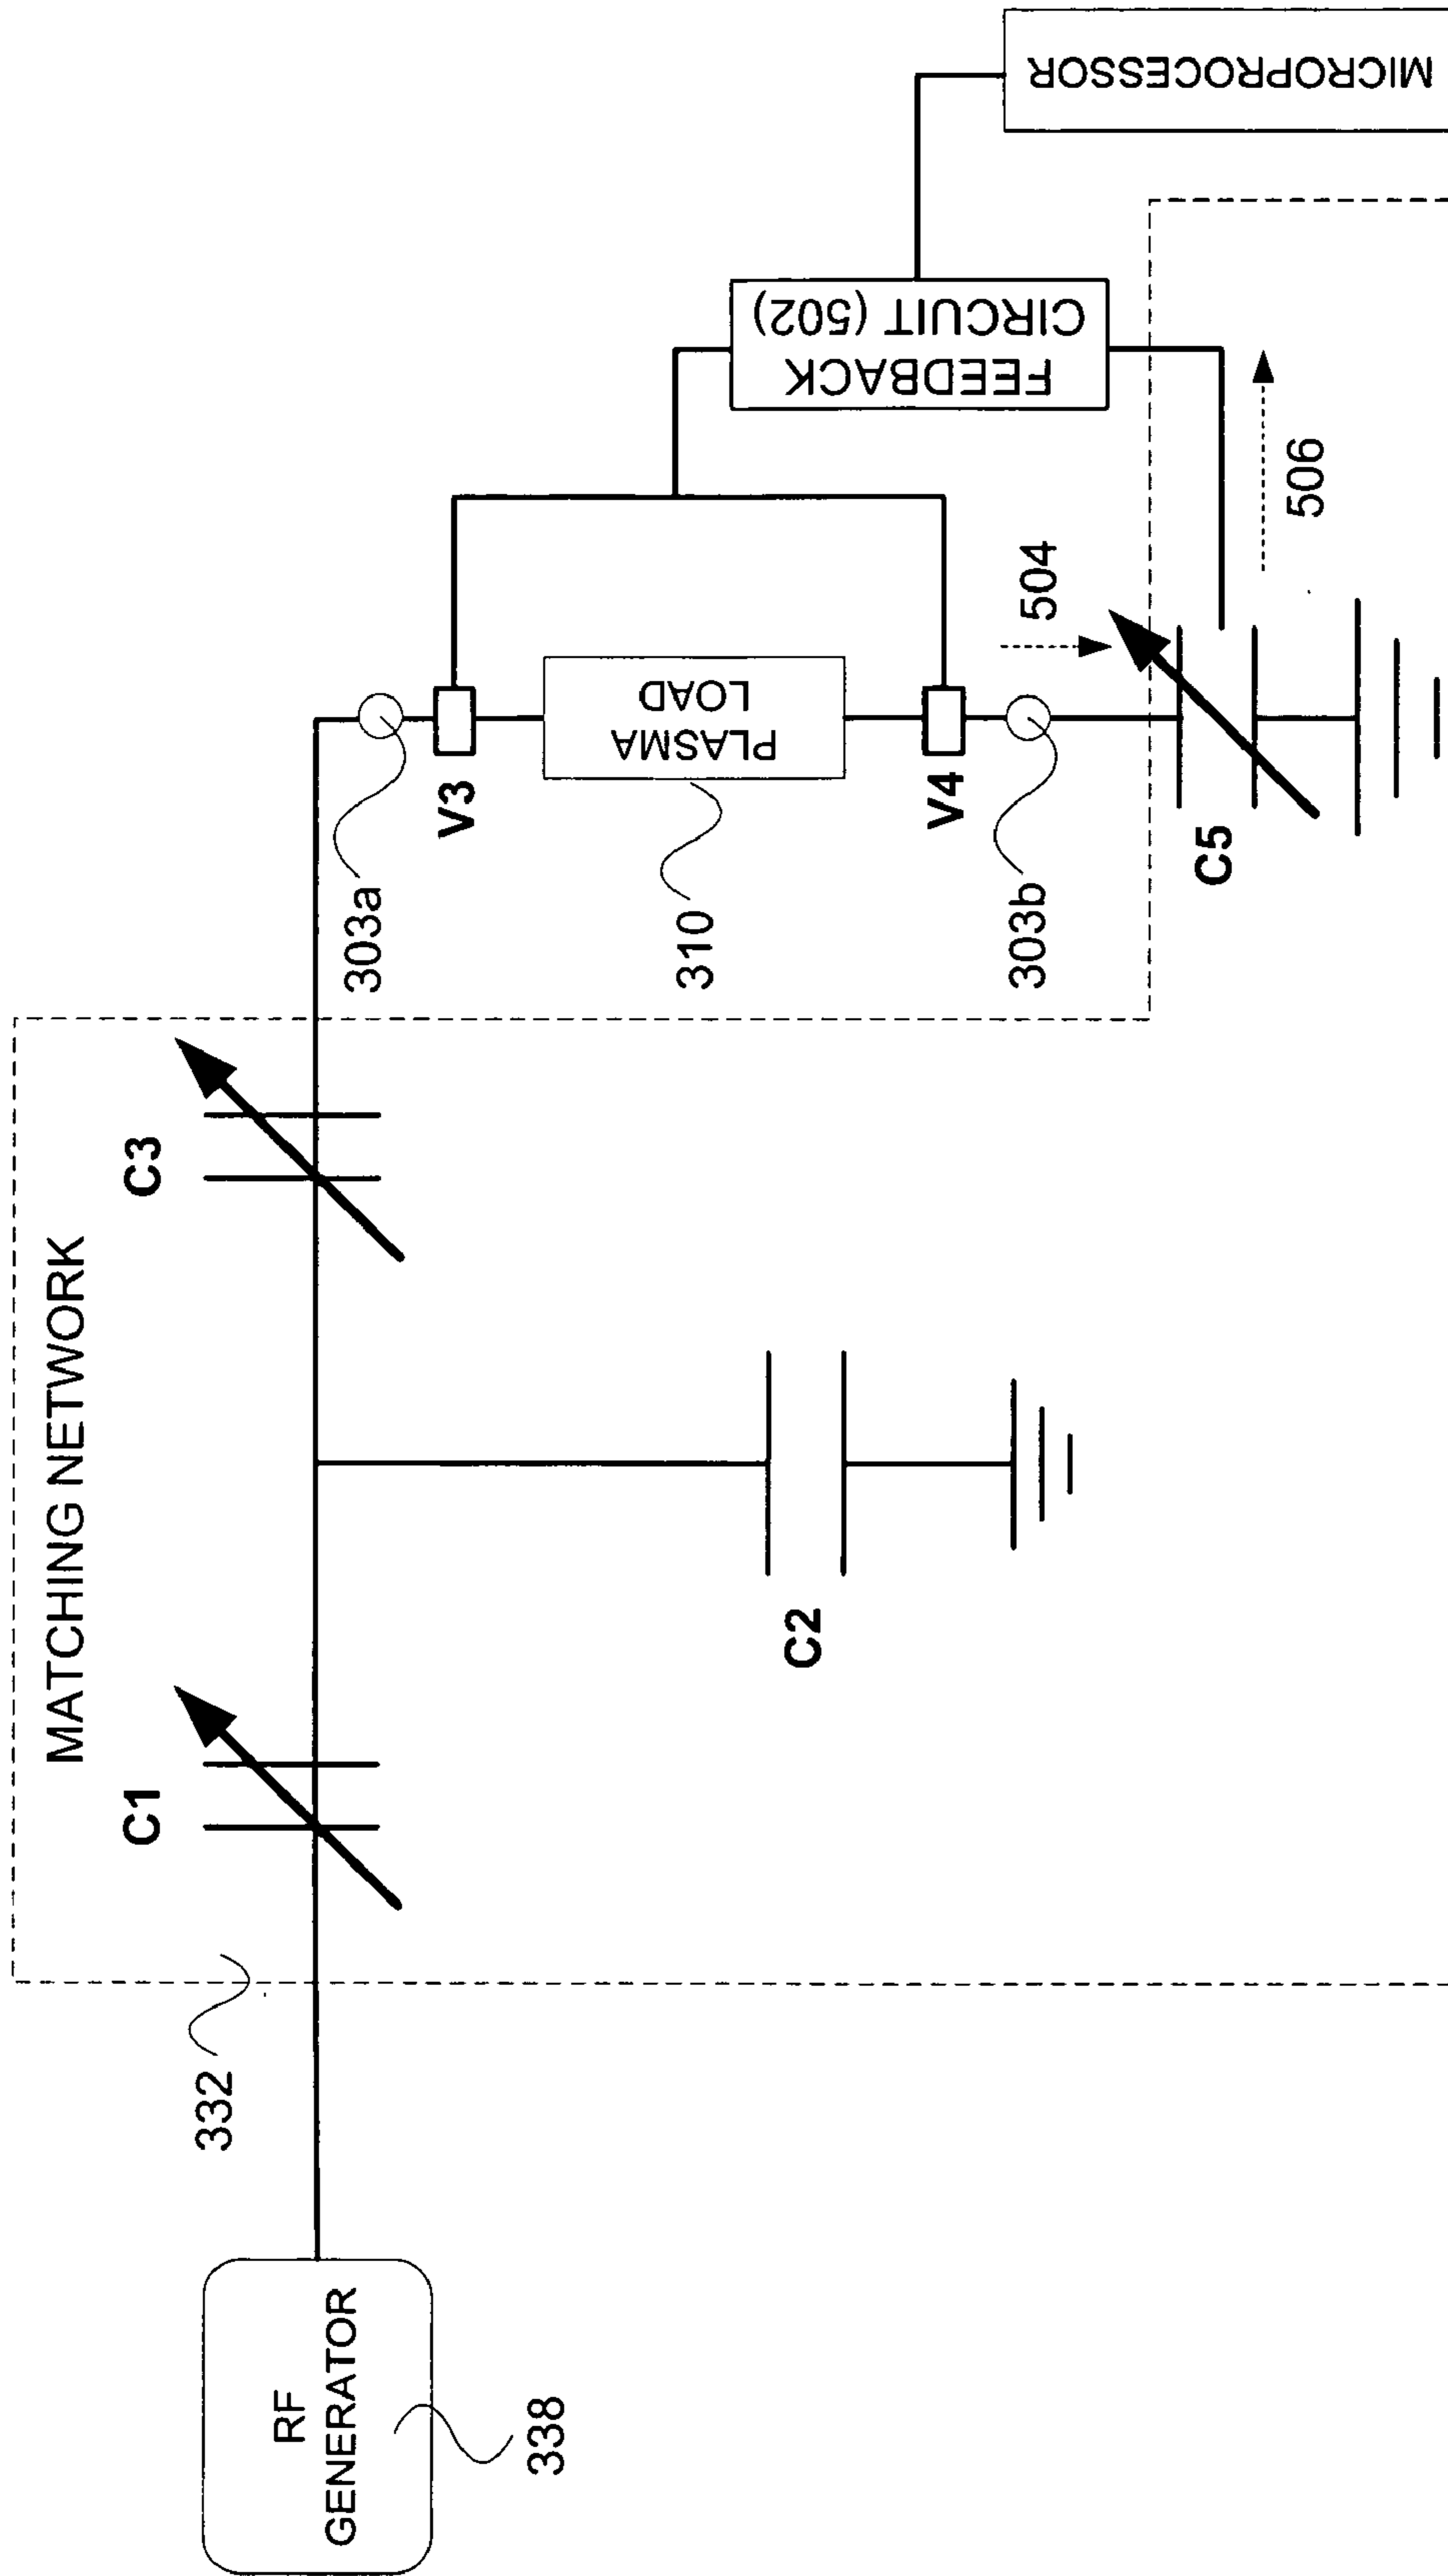 MATCHING NETWORK
RF
GENERATOR
338
332
C1
C2
C3
303a
V3
PLASMA
LOAD
310
V4
303b
504
C5
506
FEEDBACK
CIRCUIT (502)
MICROPROCESSOR